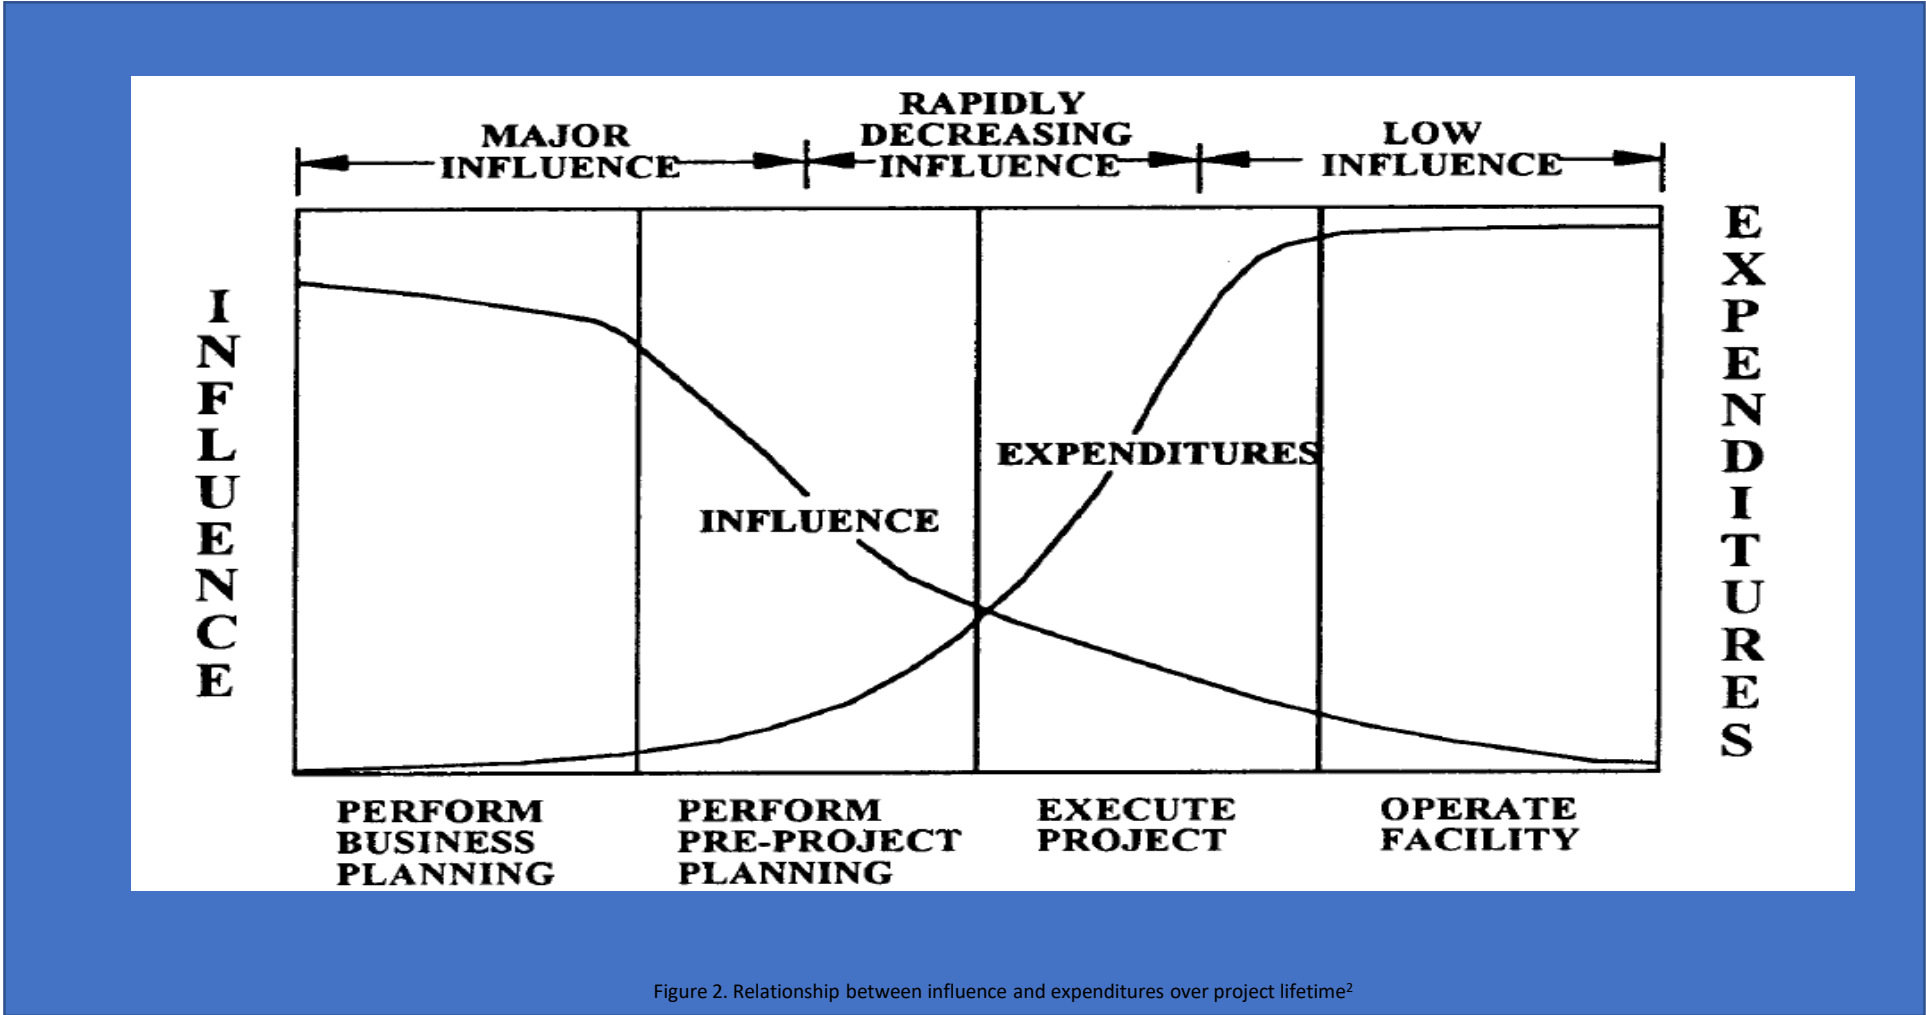 MAJOR
INFLUENCE
RAPIDLY
DECREASING
INFLUENCE
LOW
INFLUENCE
INFLUENCE
EXPENDITURES
INFLUENCE
EXPENDITURES
PERFORM
BUSINESS
PLANNING
PERFORM
PRE-PROJECT
PLANNING
EXECUTE
PROJECT
OPERATE
FACILITY
Figure 2. Relationship between influence and expenditures over project lifetime²